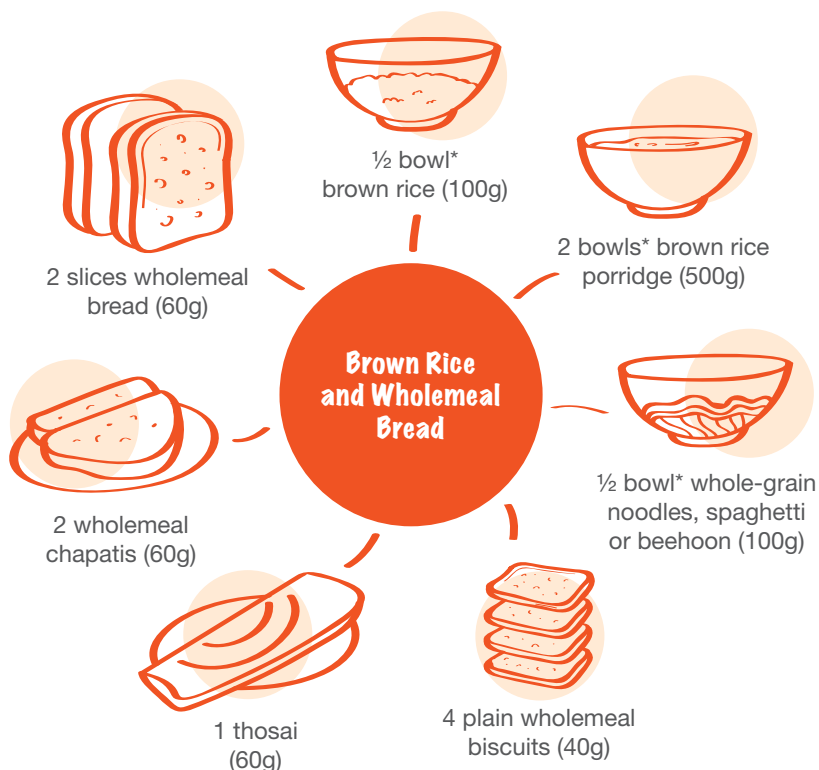 ½ bowl*
brown rice (100g)
2 slices wholemeal
bread (60g)
2 bowls* brown rice
porridge (500g)
Brown Rice
and Wholemeal
Bread
½ bowl* whole-grain
noodles, spaghetti
or beehoon (100g)
2 wholemeal
chapatis (60g)
4 plain wholemeal
biscuits (40g)
1 thosai
(60g)